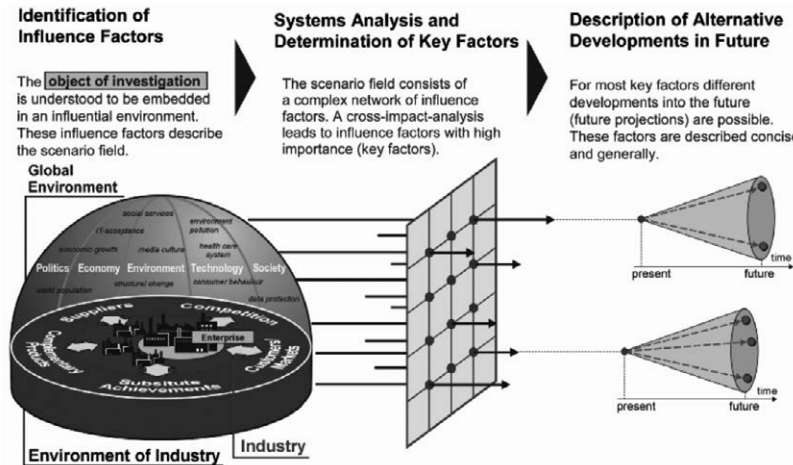 Identification of
Influence Factors
The object of investigation
is understood to be embedded
in an influential environment.
These influence factors describe
the scenario field.
Systems Analysis and
Determination of Key Factors
The scenario field consists of
a complex network of influence
factors. A cross-impact-analysis
leads to influence factors with high
importance (key factors).
Description of Alternative
Developments in Future
For most key factors different
developments into the future
(future projections) are possible.
These factors are described concise
and generally.
Global
Environment
social services
IT-acceptance
environment
pollution
economic growth
media culture
health care
system
Politics Economy Environment Technology Society
world population
structural change
consumer behaviour
data protection
Suppliers
Competition
Enterprise
Complementary
Products
Customers
Markets
Subsitute
Achievements
Environment of Industry
Industry
time
present
future
time
present
future